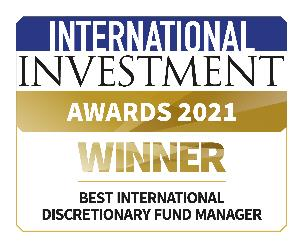 INTERNATIONAL
INVESTMENT
AWARDS 2021
WINNER
BEST INTERNATIONAL
DISCRETIONARY FUND MANAGER